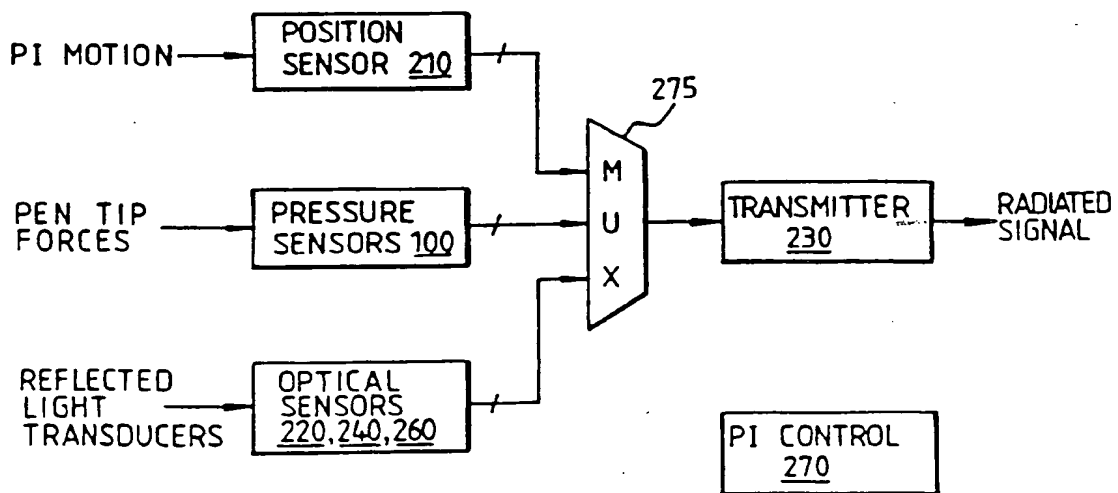 PI MOTION
POSITION
SENSOR 210
275
PEN TIP
FORCES
PRESSURE
SENSORS 100
M
U
X
TRANSMITTER
230
RADIATED
SIGNAL
REFLECTED
LIGHT
TRANSDUCERS
OPTICAL
SENSORS
220, 240, 260
PI CONTROL
270